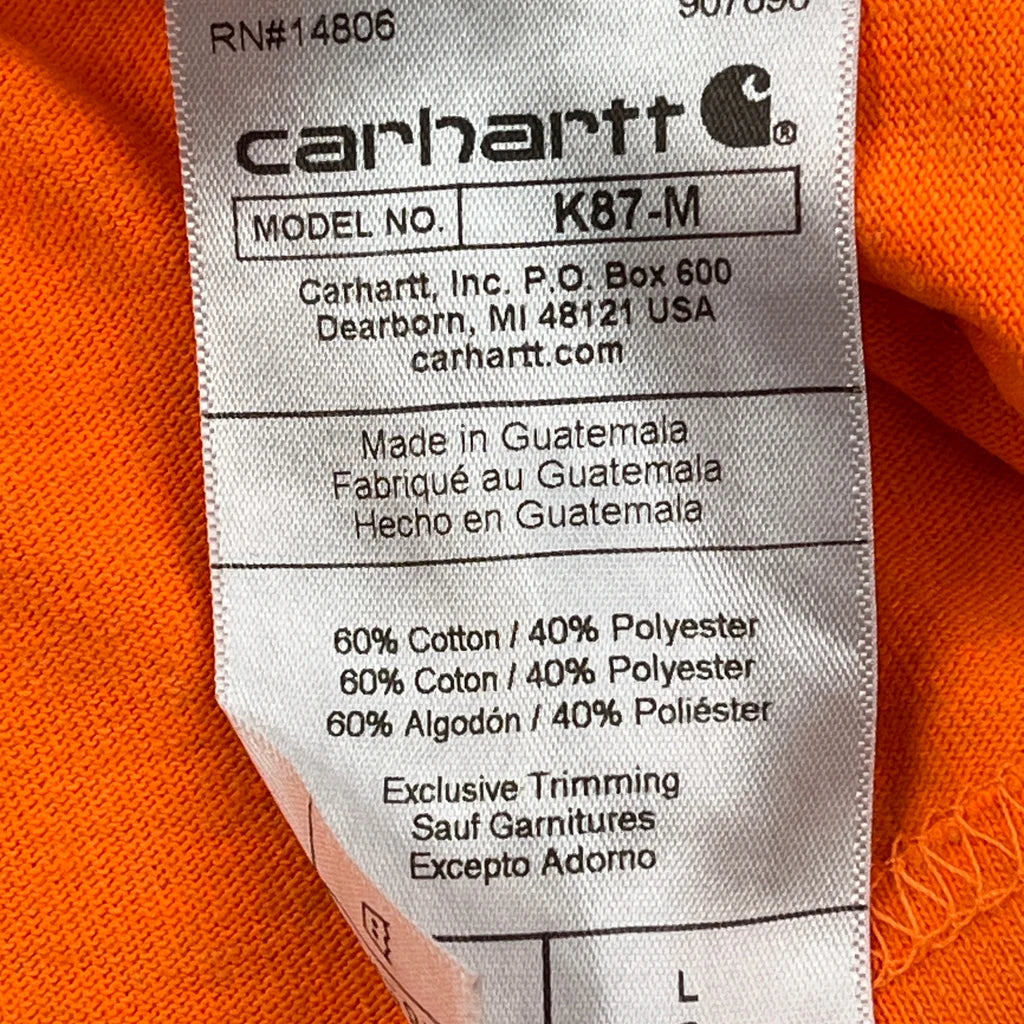 RN#14806
carhartt ®
MODEL NO. K87-M
Carhartt, Inc. P.O. Box 600
Dearborn, MI 48121 USA
carhartt.com
Made in Guatemala
Fabriqué au Guatemala
Hecho en Guatemala
60% Cotton / 40% Polyester
60% Coton / 40% Polyester
60% Algodón / 40% Poliéster
Exclusive Trimming
Sauf Garnitures
Excepto Adorno
L